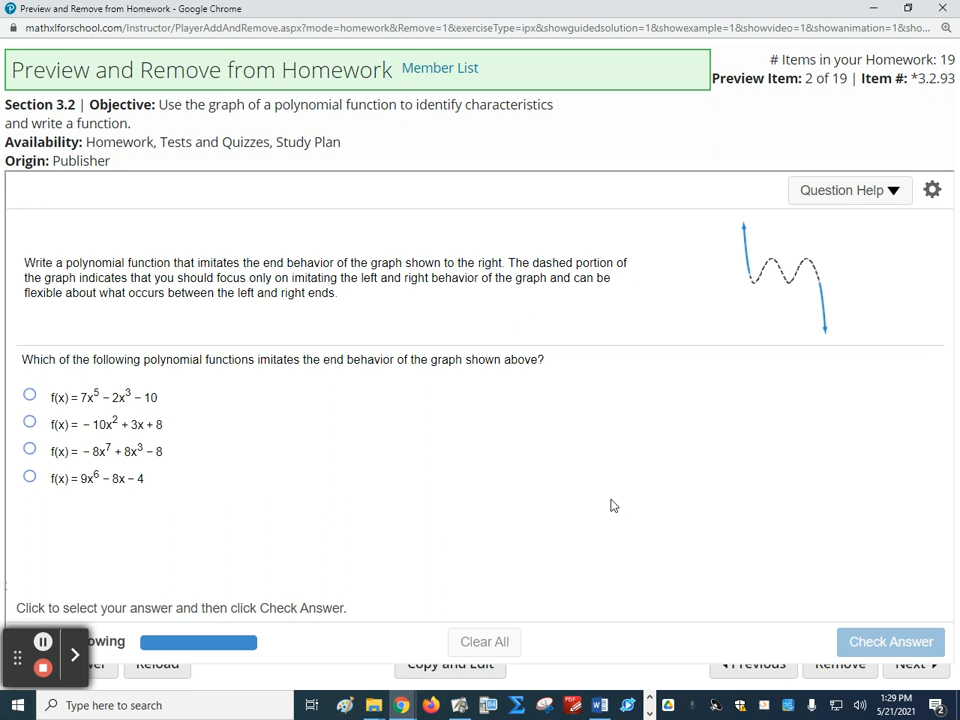 Preview and Remove from Homework - Google Chrome
mathxlforschool.com/Instructor/PlayerAddAndRemove.aspx?mode=homework&Remove=1&exerciseType=ipx&showguidedsolution=1&showexample=1&showvideo=1&showanimation=1&sho...
Preview and Remove from Homework Member List
# Items in your Homework: 19
Preview Item: 2 of 19 | Item #: *3.2.93
Section 3.2 | Objective: Use the graph of a polynomial function to identify characteristics
and write a function.
Availability: Homework, Tests and Quizzes, Study Plan
Origin: Publisher
Question Help
Write a polynomial function that imitates the end behavior of the graph shown to the right. The dashed portion of
the graph indicates that you should focus only on imitating the left and right behavior of the graph and can be
flexible about what occurs between the left and right ends.
Which of the following polynomial functions imitates the end behavior of the graph shown above?
f(x) = 7x⁵ − 2x³ − 10
f(x) = − 10x² + 3x + 8
f(x) = − 8x⁷ + 8x³ − 8
f(x) = 9x⁶ − 8x − 4
Click to select your answer and then click Check Answer.
Clear All
Check Answer
Reload
Copy and Edit
Previous
Remove
Next
Type here to search
1:29 PM
5/21/2021
2